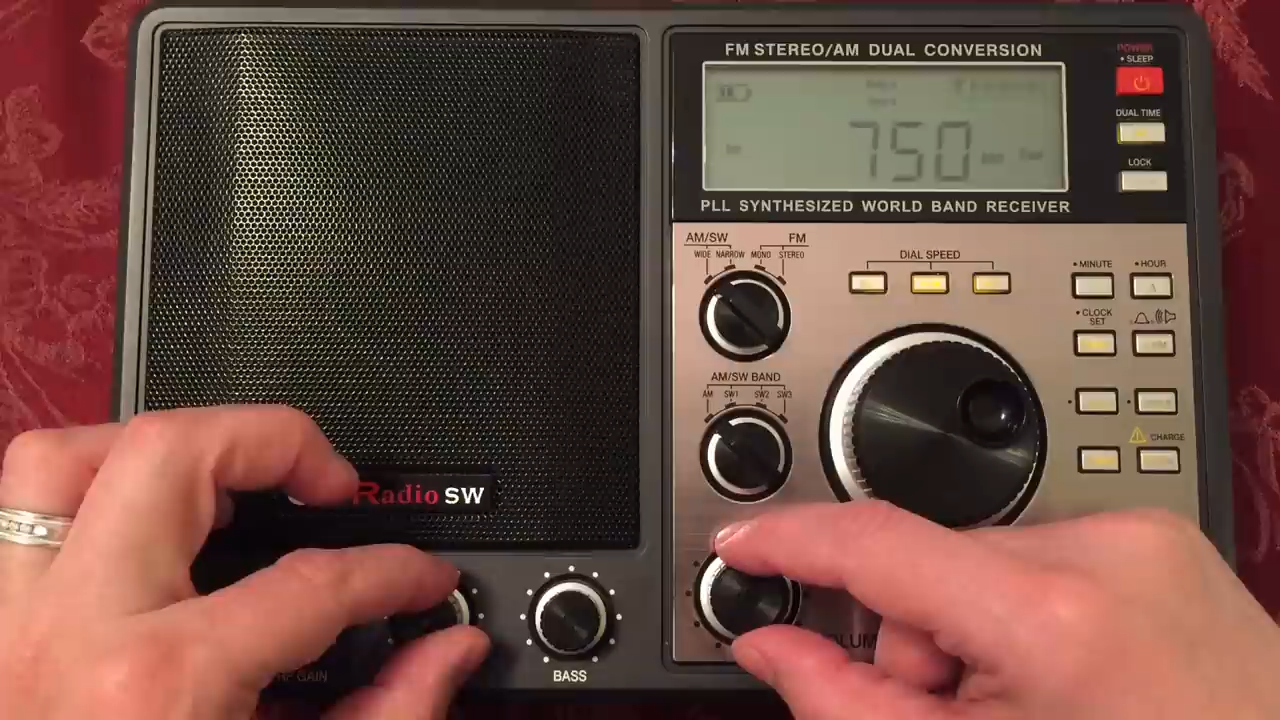 FM STEREO/AM DUAL CONVERSION
POWER
• SLEEP
750
DUAL TIME
LOCK
PLL SYNTHESIZED WORLD BAND RECEIVER
AM/SW FM
WIDE NARROW MONO STEREO
DIAL SPEED
• MINUTE • HOUR
• CLOCK SET
AM/SW BAND
AM SW1 SW2 SW3
CHARGE
Radio SW
RF GAIN
BASS